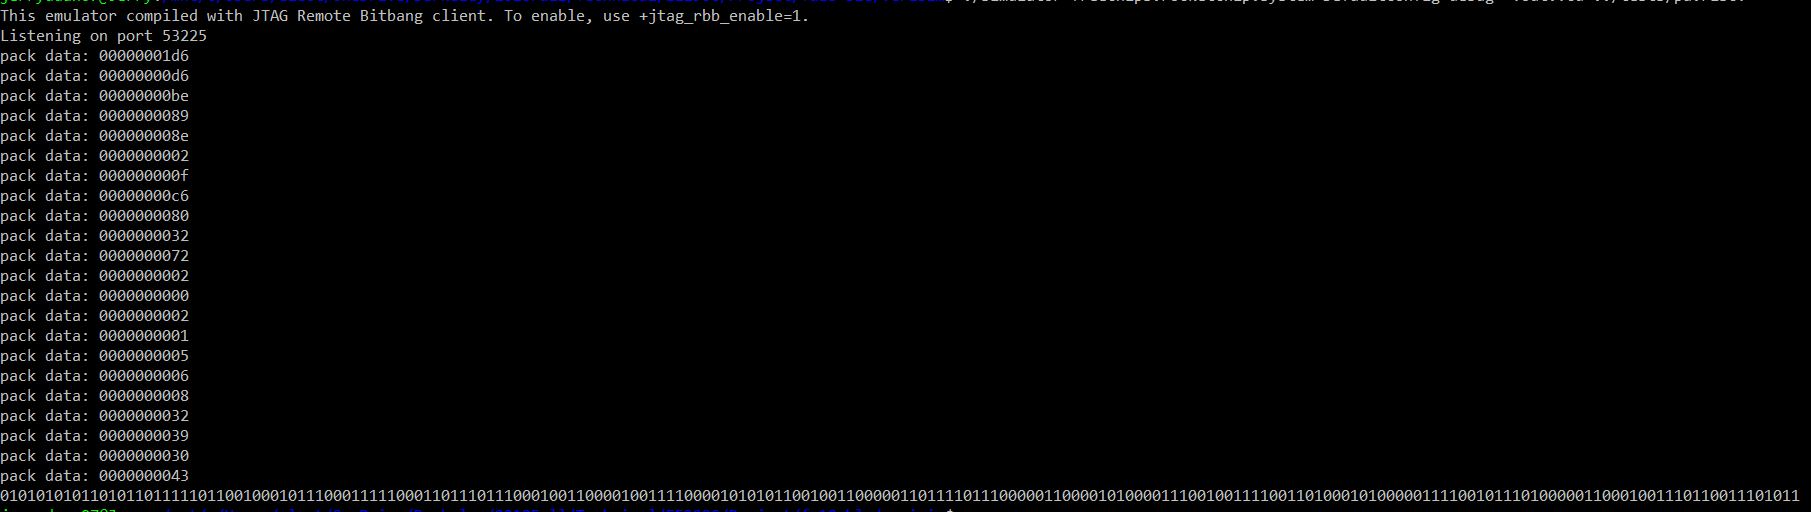 This emulator compiled with JTAG Remote Bitbang client. To enable, use +jtag_rbb_enable=1.
Listening on port 53225
pack data: 00000001d6
pack data: 00000000d6
pack data: 00000000be
pack data: 0000000089
pack data: 000000008e
pack data: 0000000002
pack data: 000000000f
pack data: 00000000c6
pack data: 0000000080
pack data: 0000000032
pack data: 0000000072
pack data: 0000000002
pack data: 0000000000
pack data: 0000000002
pack data: 0000000001
pack data: 0000000005
pack data: 0000000006
pack data: 0000000008
pack data: 0000000032
pack data: 0000000039
pack data: 0000000030
pack data: 0000000043
01010101011010110111110110010001011100011111000110111011100010011000010011110000101010110010011000001101111011100000110000101000011100100111100110100010100000111100101110100000110001001110110011101011